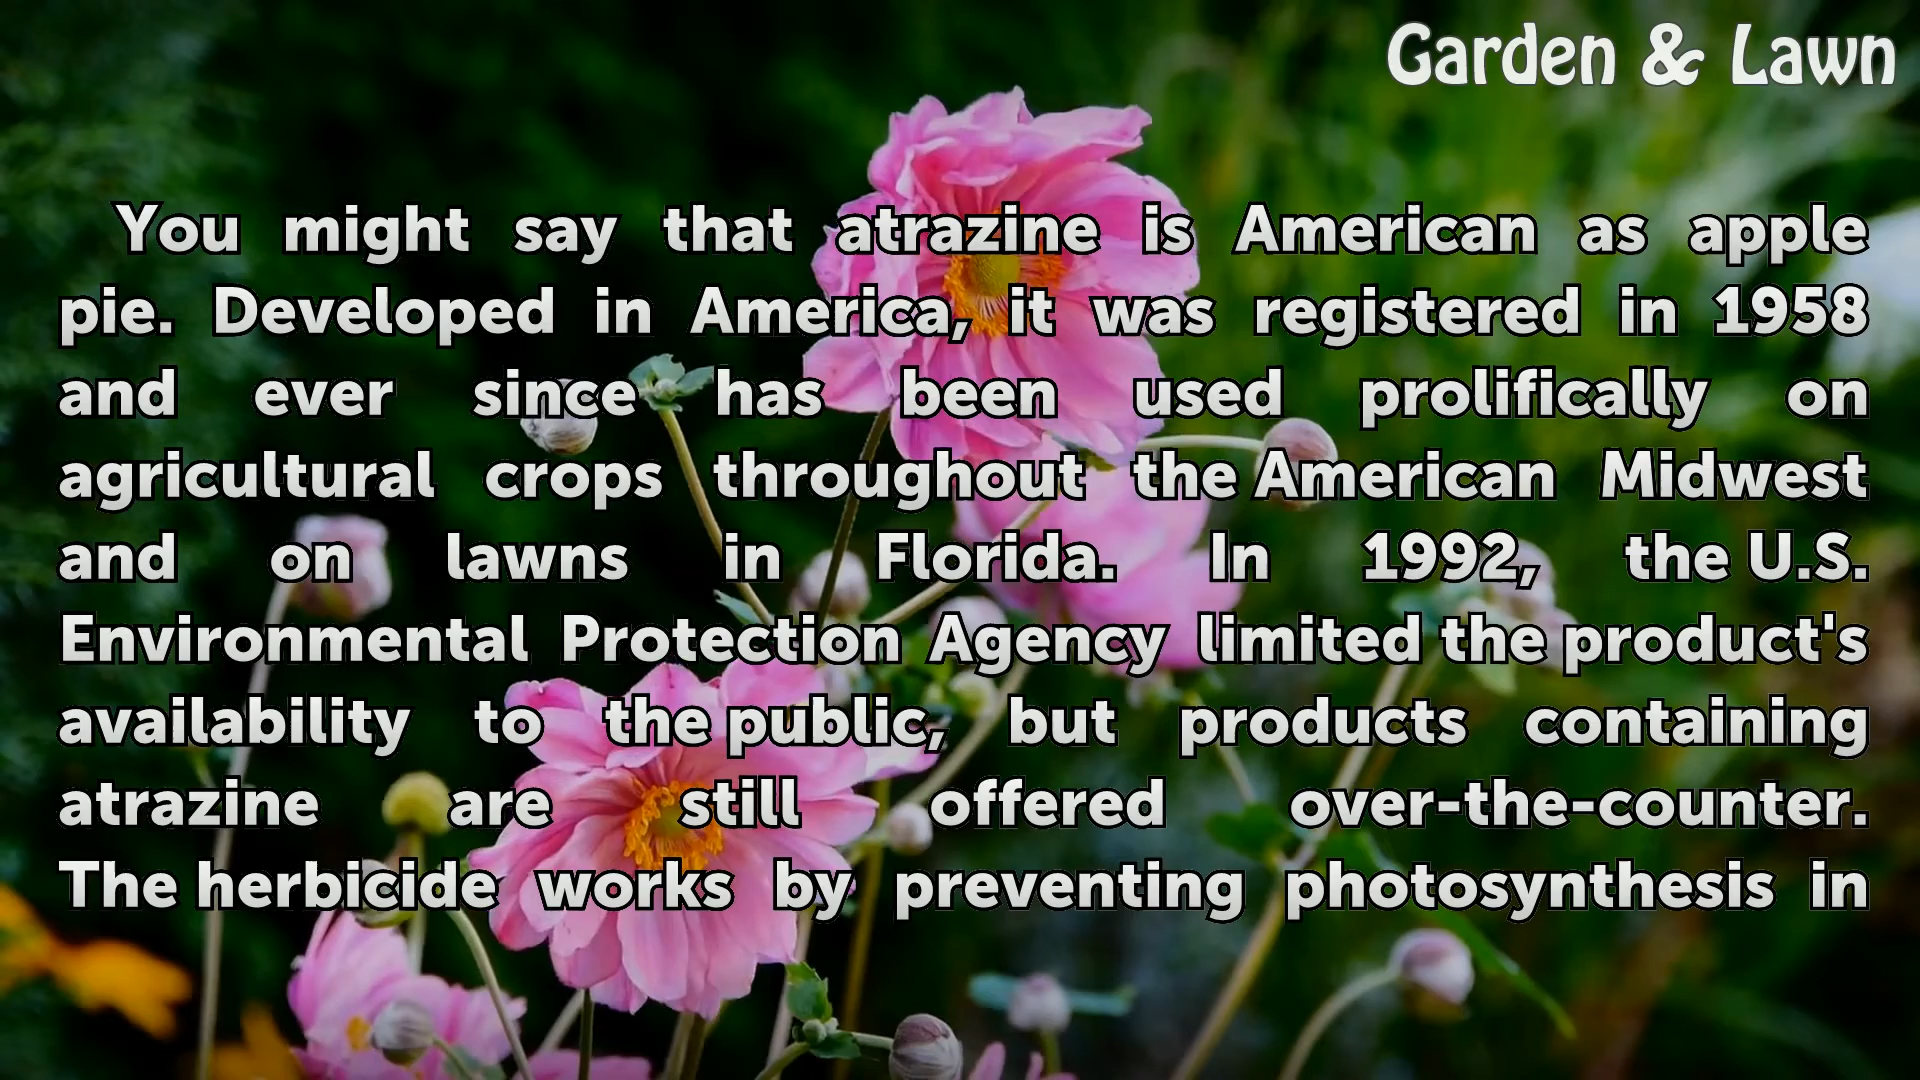 Garden & Lawn
You might say that atrazine is American as apple
pie. Developed in America, it was registered in 1958
and ever since has been used prolifically on
agricultural crops throughout the American Midwest
and on lawns in Florida. In 1992, the U.S.
Environmental Protection Agency limited the product's
availability to the public, but products containing
atrazine are still offered over-the-counter.
The herbicide works by preventing photosynthesis in